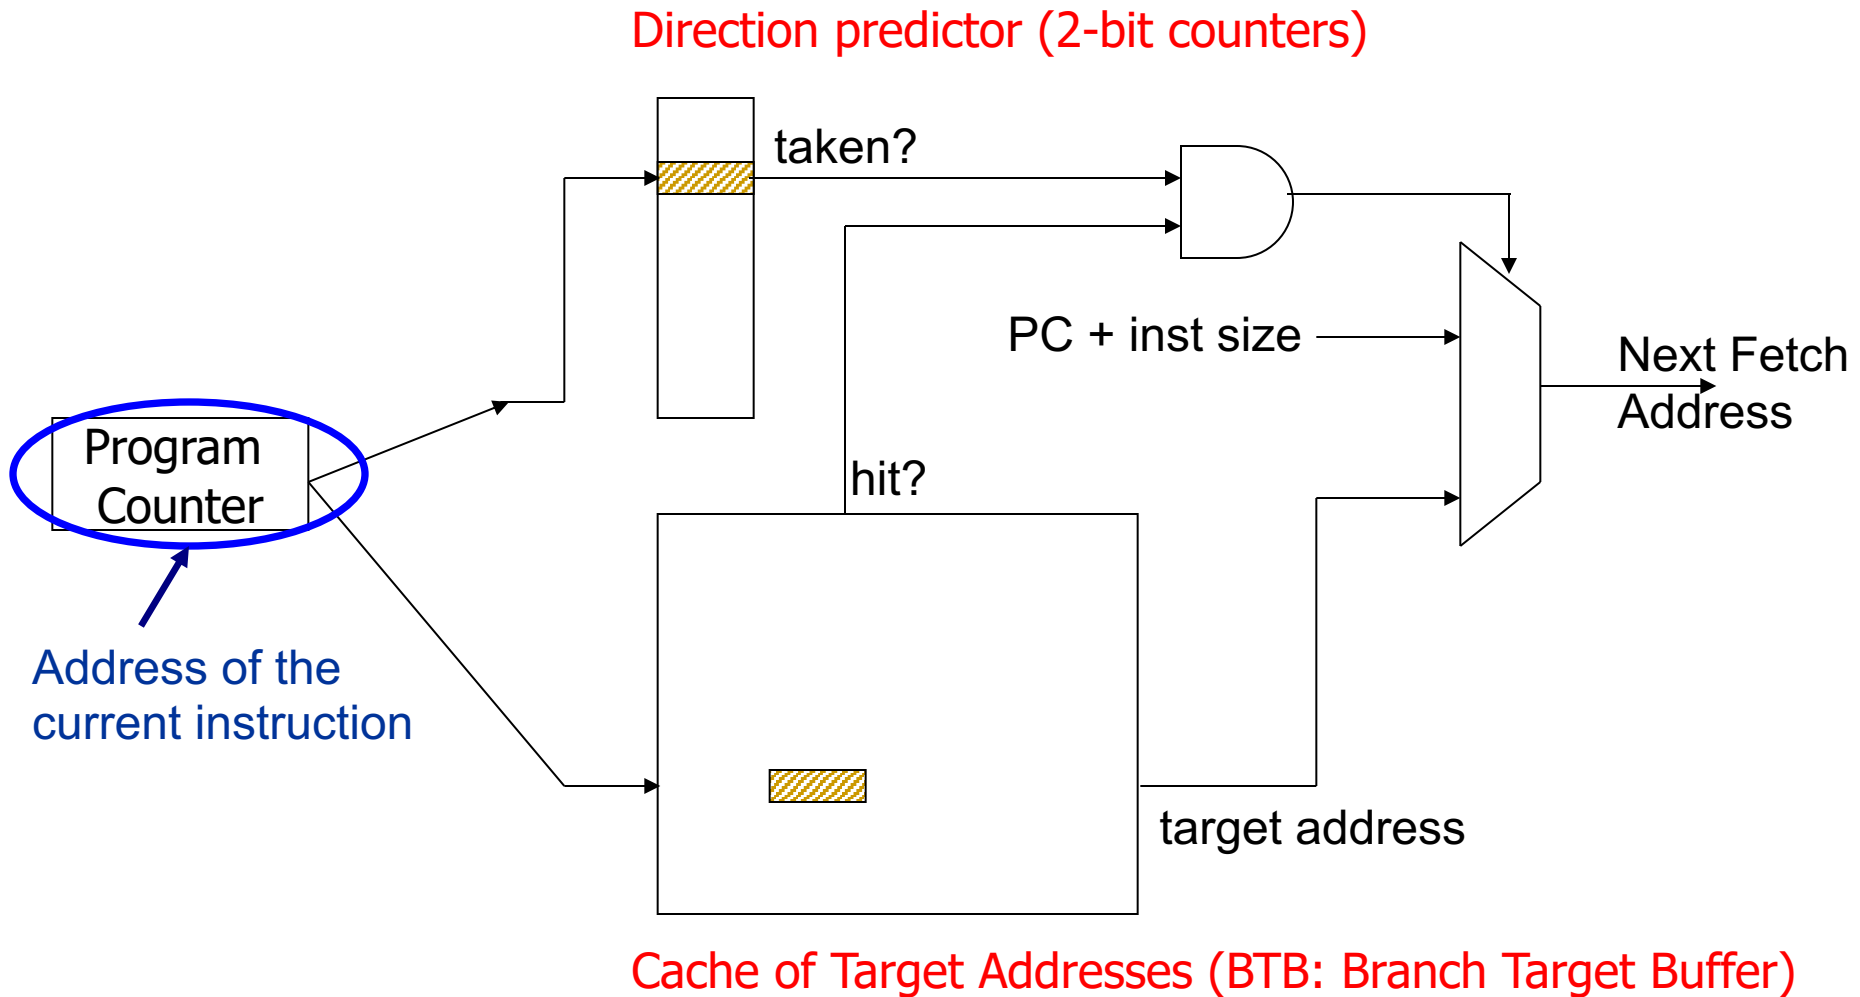 Direction predictor (2-bit counters)
taken?
PC + inst size
Next Fetch
Address
Program
Counter
hit?
Address of the
current instruction
target address
Cache of Target Addresses (BTB: Branch Target Buffer)